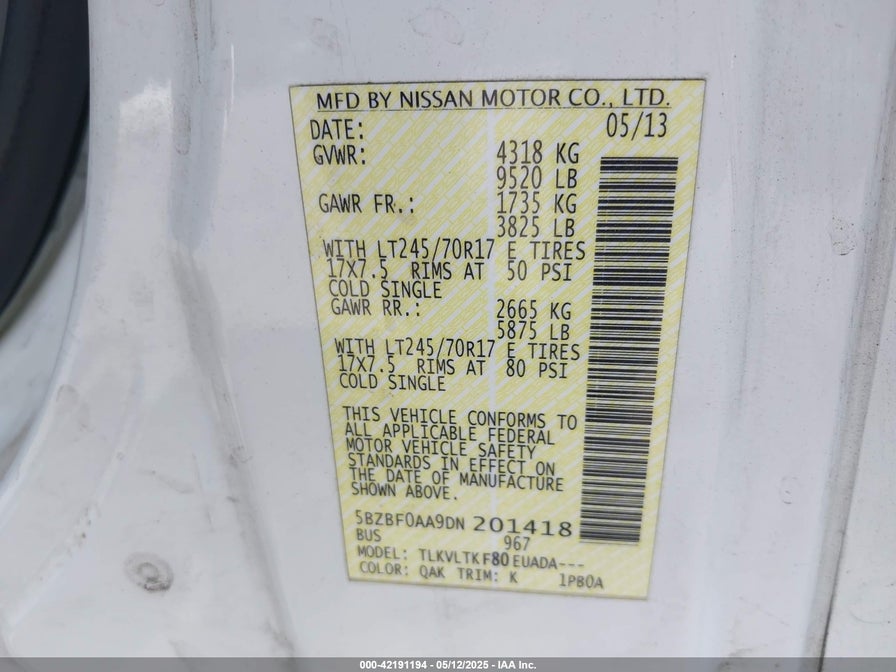 MFD BY NISSAN MOTOR CO., LTD.
DATE: 05/13
GVWR: 4318 KG
9520 LB
GAWR FR.: 1735 KG
3825 LB
WITH LT245/70R17 E TIRES
17X7.5 RIMS AT 50 PSI
COLD SINGLE
GAWR RR.: 2665 KG
5875 LB
WITH LT245/70R17 E TIRES
17X7.5 RIMS AT 80 PSI
COLD SINGLE
THIS VEHICLE CONFORMS TO
ALL APPLICABLE FEDERAL
MOTOR VEHICLE SAFETY
STANDARDS IN EFFECT ON
THE DATE OF MANUFACTURE
SHOWN ABOVE.
5BZBF0AA9DN 201418
BUS 967
MODEL: TLKVLTKF80EUADA---
COLOR: QAK TRIM: K 1PB0A
000-42191194 - 05/12/2025 - IAA Inc.